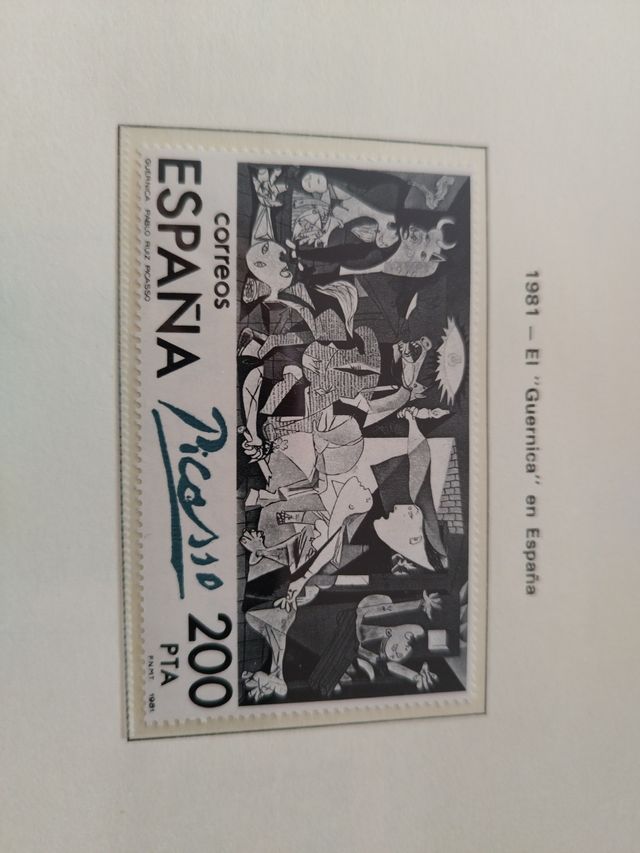 1981 – El "Guernica" en España
correos
ESPAÑA
Picasso
200
PTA
GUERNICA PABLO RUIZ PICASSO
F.N.M.T. 1981